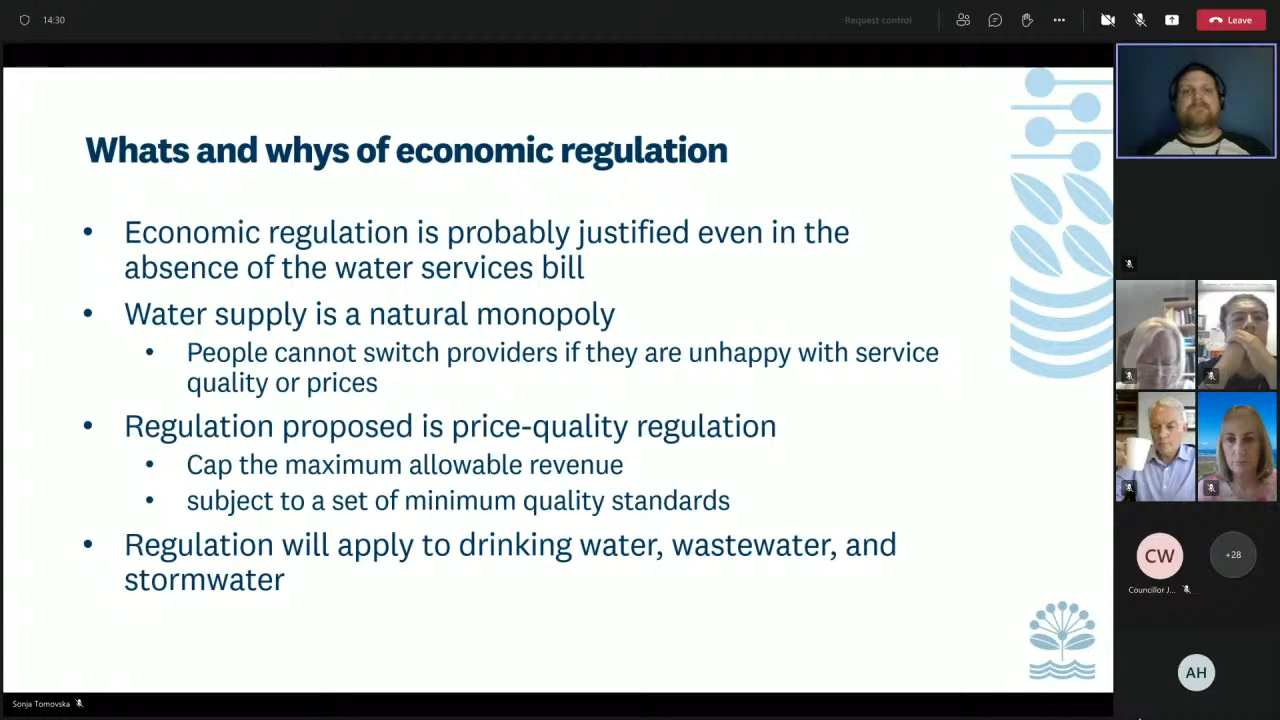 14:30
Request control
Leave
Whats and whys of economic regulation
• Economic regulation is probably justified even in the
absence of the water services bill
• Water supply is a natural monopoly
• People cannot switch providers if they are unhappy with service
quality or prices
• Regulation proposed is price-quality regulation
• Cap the maximum allowable revenue
• subject to a set of minimum quality standards
• Regulation will apply to drinking water, wastewater, and
stormwater
CW
+28
Councillor J...
AH
Sonja Tomovska